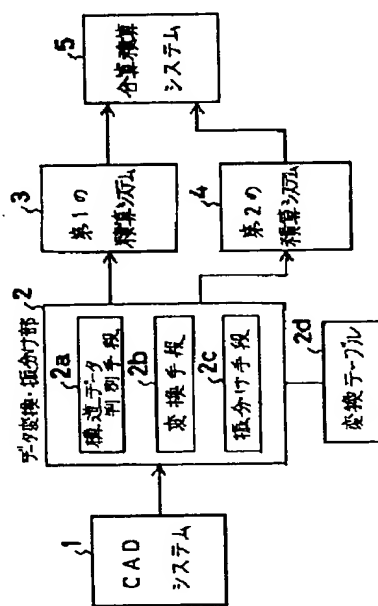 1
CAD
システム
データ変換・振分け部
2
2a
構造データ
判別手段
2b
変換手段
2c
振分け手段
2d
変換テーブル
3
第1の
積算システム
4
第2の
積算システム
5
合算積算
システム